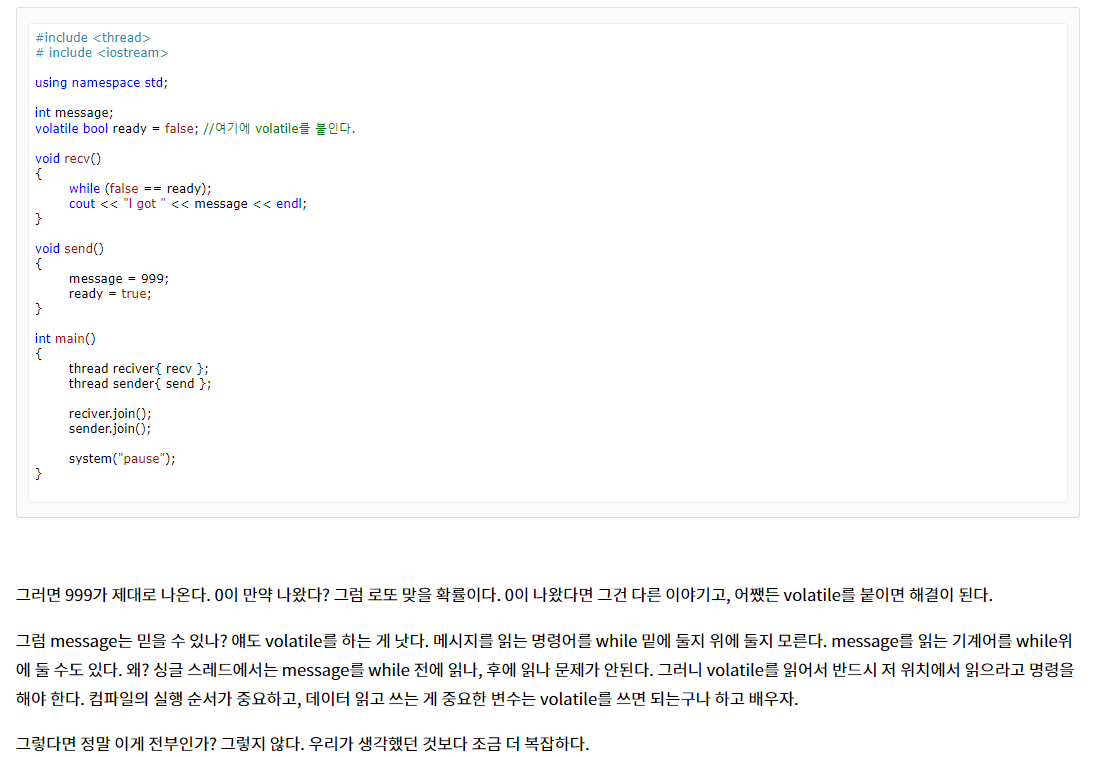 #include <thread>
# include <iostream>
using namespace std;
int message;
volatile bool ready = false; //여기에 volatile를 붙인다.
void recv()
{
while (false == ready);
cout << "I got " << message << endl;
}
void send()
{
message = 999;
ready = true;
}
int main()
{
thread reciver{ recv };
thread sender{ send };
reciver.join();
sender.join();
system("pause");
}
그러면 999가 제대로 나온다. 0이 만약 나왔다? 그럼 로또 맞을 확률이다. 0이 나왔다면 그건 다른 이야기고, 어쨌든 volatile를 붙이면 해결이 된다.
그럼 message는 믿을 수 있나? 얘도 volatile를 하는 게 낫다. 메시지를 읽는 명령어를 while 밑에 둘지 위에 둘지 모른다. message를 읽는 기계어를 while위
에 둘 수도 있다. 왜? 싱글 스레드에서는 message를 while 전에 읽나, 후에 읽나 문제가 안된다. 그러니 volatile를 읽어서 반드시 저 위치에서 읽으라고 명령을
해야 한다. 컴파일의 실행 순서가 중요하고, 데이터 읽고 쓰는 게 중요한 변수는 volatile를 쓰면 되는구나 하고 배우자.
그렇다면 정말 이게 전부인가? 그렇지 않다. 우리가 생각했던 것보다 조금 더 복잡하다.